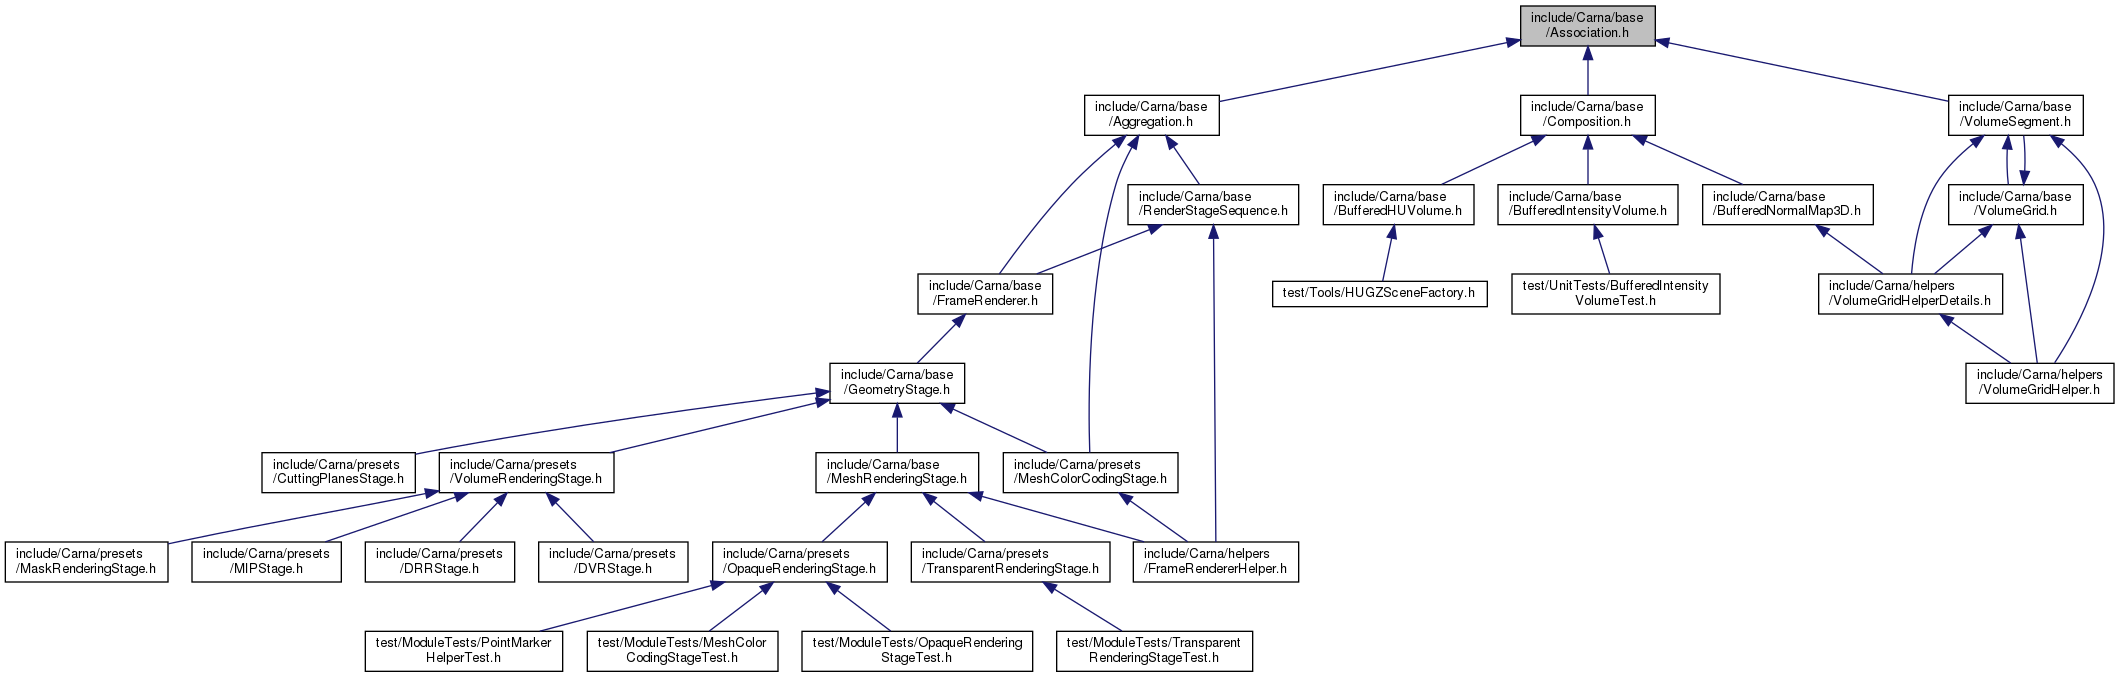 include/Carna/base
/Association.h
include/Carna/base
/Aggregation.h
include/Carna/base
/Composition.h
include/Carna/base
/VolumeSegment.h
include/Carna/base
/RenderStageSequence.h
include/Carna/base
/BufferedHUVolume.h
include/Carna/base
/BufferedIntensityVolume.h
include/Carna/base
/BufferedNormalMap3D.h
include/Carna/base
/VolumeGrid.h
include/Carna/base
/FrameRenderer.h
test/Tools/HUGZSceneFactory.h
test/UnitTests/BufferedIntensity
VolumeTest.h
include/Carna/helpers
/VolumeGridHelperDetails.h
include/Carna/base
/GeometryStage.h
include/Carna/helpers
/VolumeGridHelper.h
include/Carna/presets
/CuttingPlanesStage.h
include/Carna/presets
/VolumeRenderingStage.h
include/Carna/base
/MeshRenderingStage.h
include/Carna/presets
/MeshColorCodingStage.h
include/Carna/presets
/MaskRenderingStage.h
include/Carna/presets
/MIPStage.h
include/Carna/presets
/DRRStage.h
include/Carna/presets
/DVRStage.h
include/Carna/presets
/OpaqueRenderingStage.h
include/Carna/presets
/TransparentRenderingStage.h
include/Carna/helpers
/FrameRendererHelper.h
test/ModuleTests/PointMarker
HelperTest.h
test/ModuleTests/MeshColor
CodingStageTest.h
test/ModuleTests/OpaqueRendering
StageTest.h
test/ModuleTests/Transparent
RenderingStageTest.h